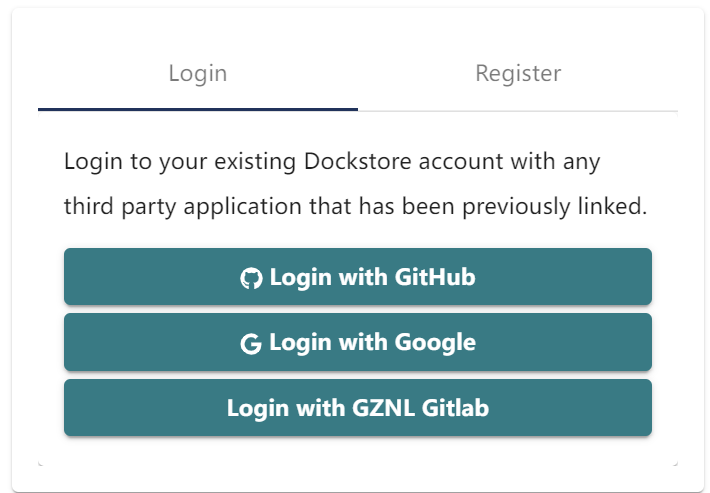 Login
Register
Login to your existing Dockstore account with any
third party application that has been previously linked.
Login with GitHub
Login with Google
Login with GZNL Gitlab